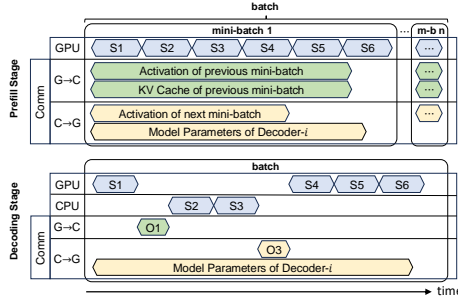 batch
mini-batch 1 ... m-b n
Prefill Stage
GPU S1 S2 S3 S4 S5 S6 ...
Comm
G→C Activation of previous mini-batch ...
KV Cache of previous mini-batch ...
C→G Activation of next mini-batch ...
Model Parameters of Decoder-i
batch
Decoding Stage
GPU S1 S4 S5 S6
CPU S2 S3
Comm
G→C O1
C→G O3
Model Parameters of Decoder-i
time